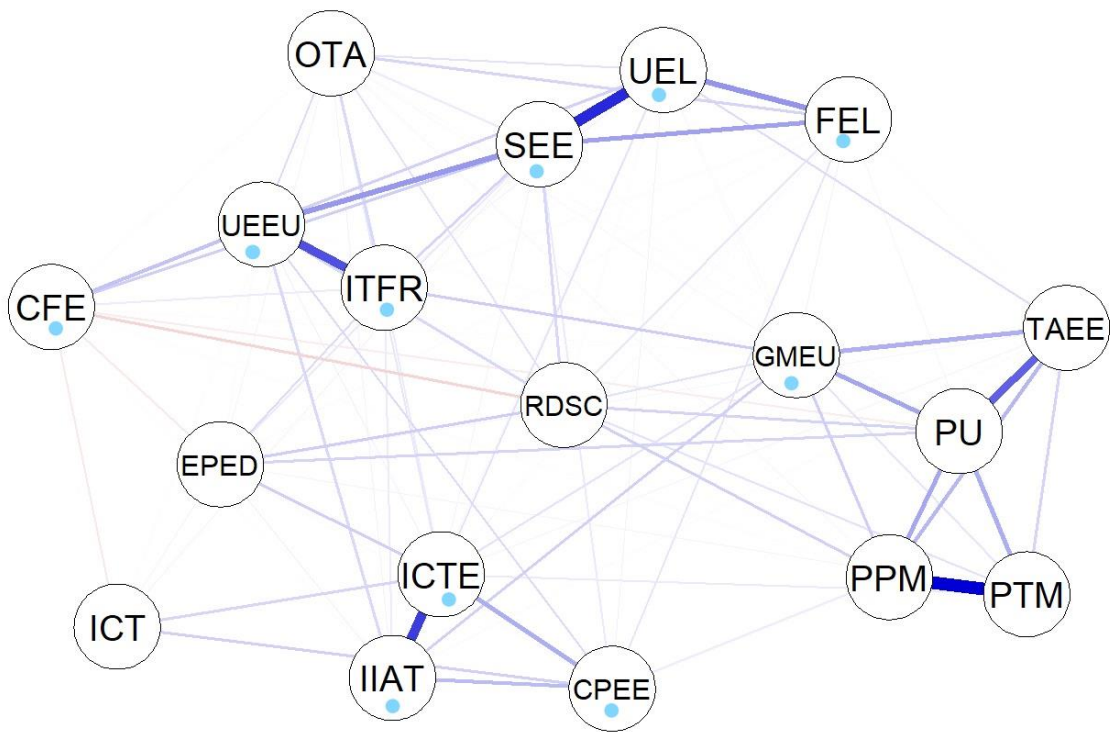 OTA
UEL
FEL
SEE
UEEU
ITFR
CFE
TAEE
GMEU
RDSC
PU
EPED
ICTE
PPM
PTM
ICT
IIAT
CPEE